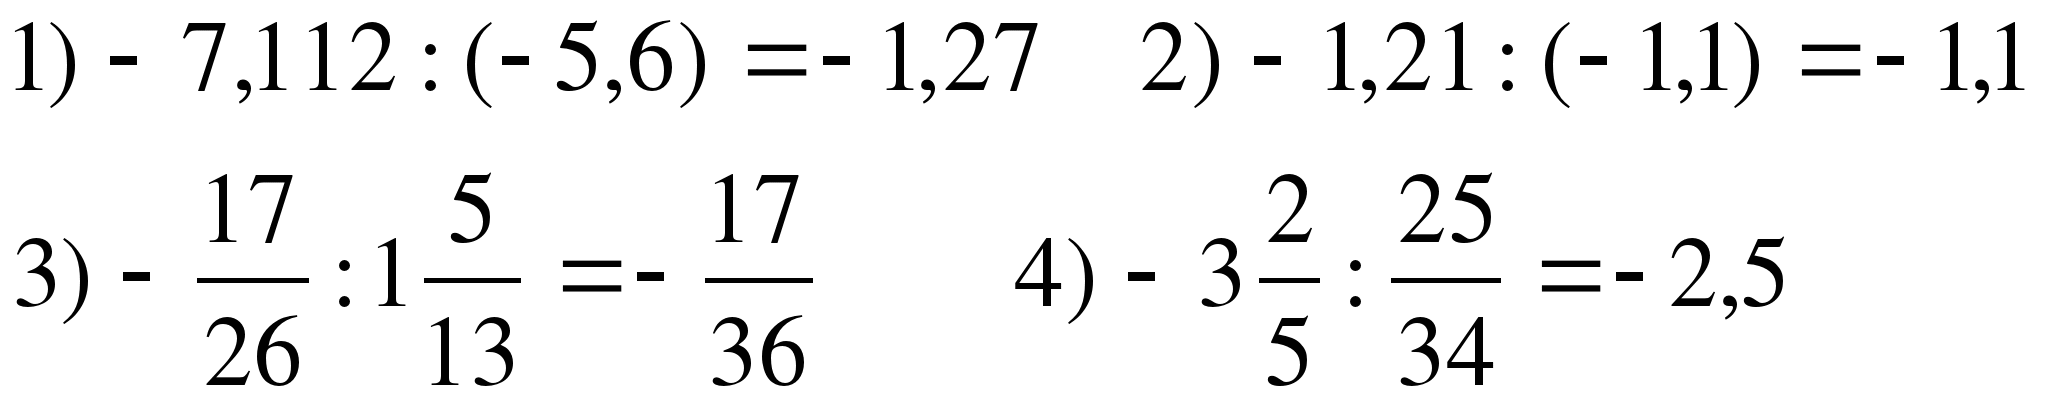 1) - 7,112 : (- 5,6) = - 1,27 2) - 1,21 : (- 1,1) = - 1,1
3) - 17/26 : 1 5/13 = - 17/36 4) - 3 2/5 : 25/34 = - 2,5